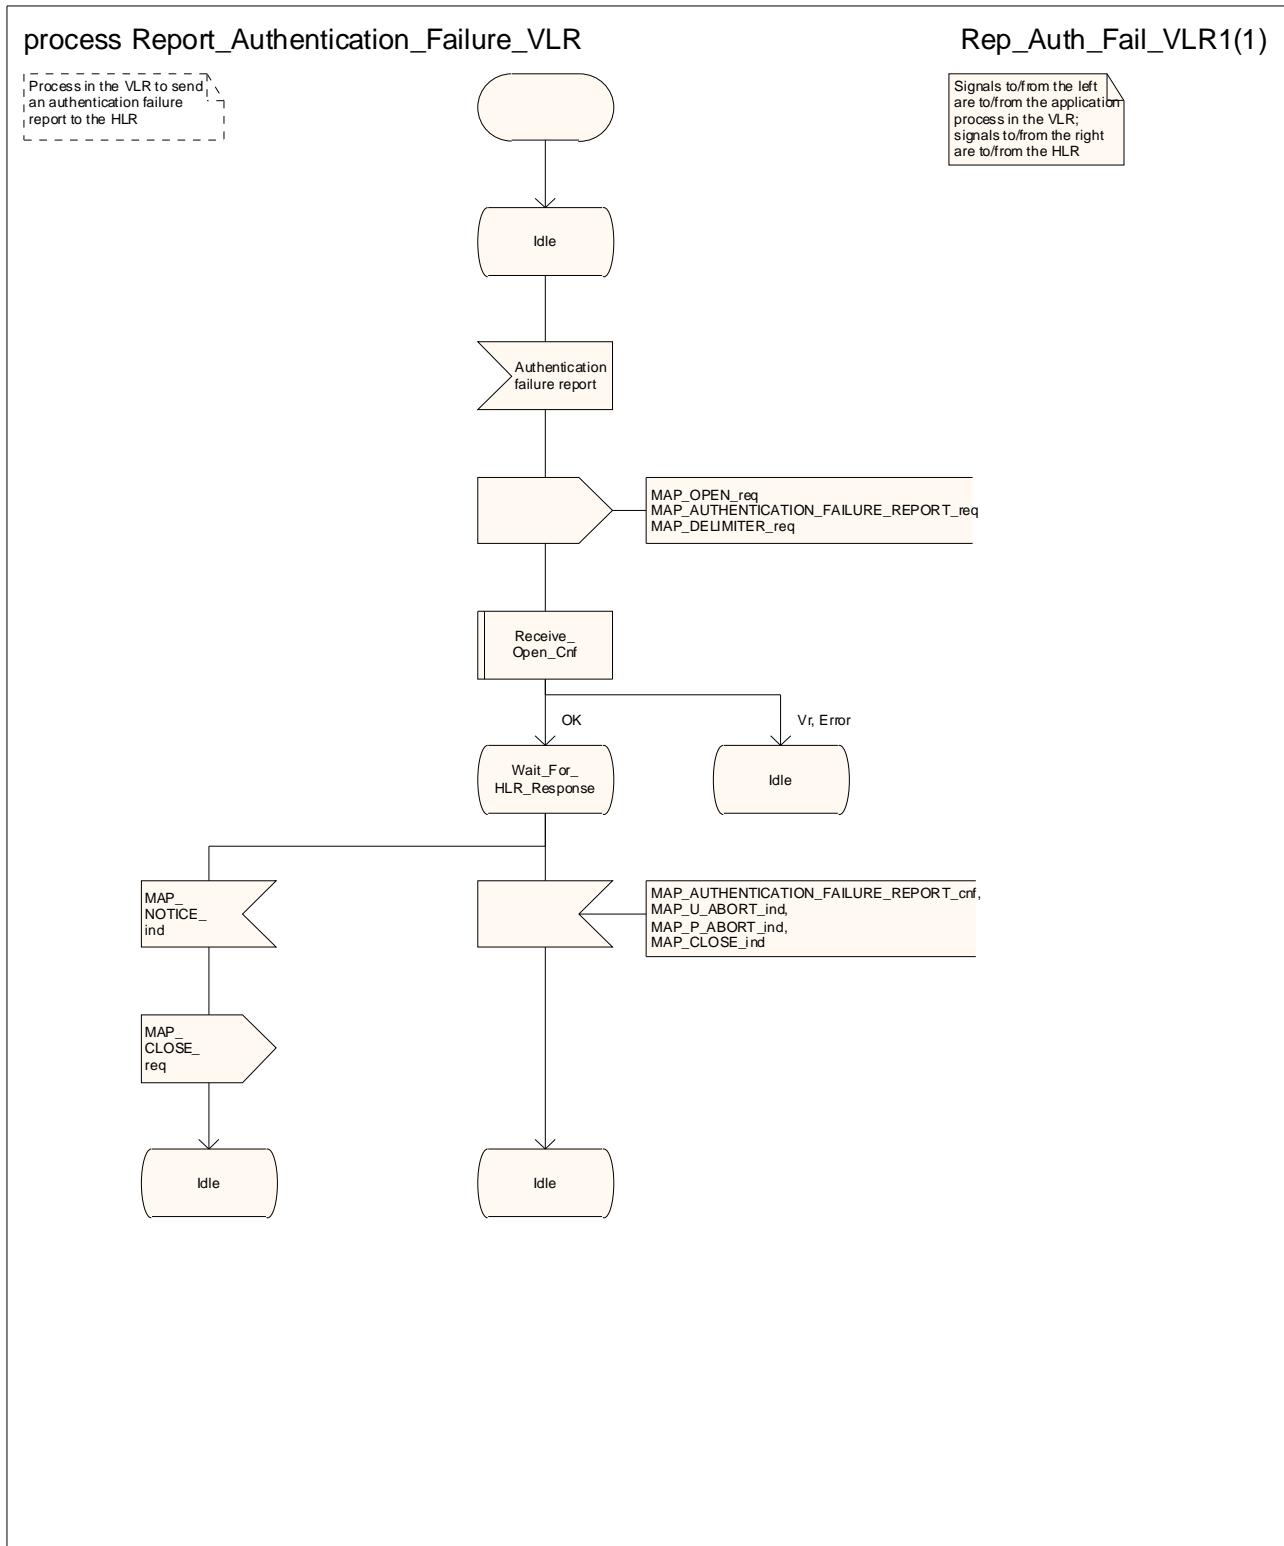 process Report_Authentication_Failure_VLR
Rep_Auth_Fail_VLR1(1)
Process in the VLR to send
an authentication failure
report to the HLR
Signals to/from the left
are to/from the application
process in the VLR;
signals to/from the right
are to/from the HLR
Idle
Authentication
failure report
MAP_OPEN_req
MAP_AUTHENTICATION_FAILURE_REPORT_req
MAP_DELIMITER_req
Receive_
Open_Cnf
OK
Vr, Error
Wait_For_
HLR_Response
Idle
MAP_
NOTICE_
ind
MAP_AUTHENTICATION_FAILURE_REPORT_cnf,
MAP_U_ABORT_ind,
MAP_P_ABORT_ind,
MAP_CLOSE_ind
MAP_
CLOSE_
req
Idle
Idle